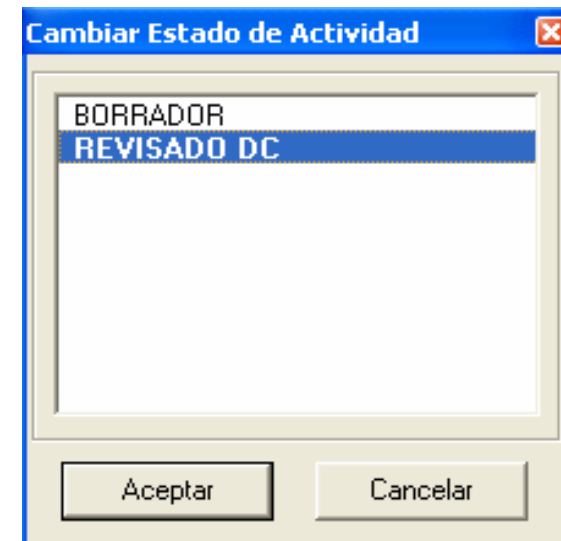 Cambiar Estado de Actividad
BORRADOR
REVISADO DC
Aceptar Cancelar